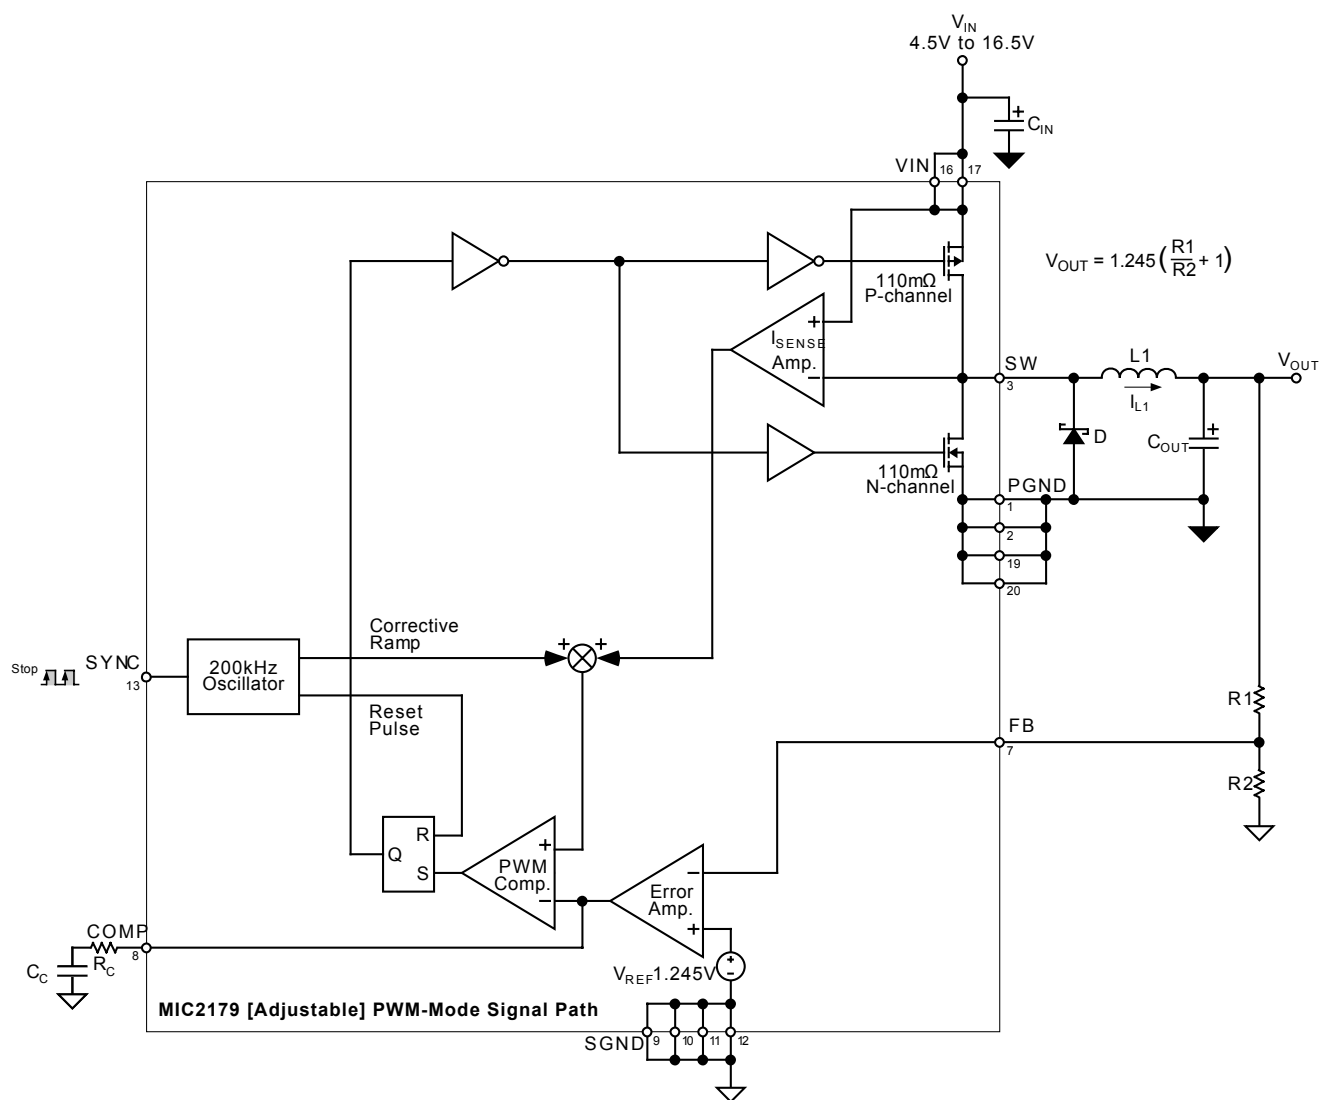 VIN
4.5V to 16.5V
CIN
VIN
16
17
VOUT = 1.245 (R1/R2 + 1)
110mΩ
P-channel
ISENSE
Amp.
+
−
SW
3
L1
IL1
VOUT
D
COUT
+
110mΩ
N-channel
PGND
1
2
19
20
Corrective
Ramp
+
+
Stop
SYNC
13
200kHz
Oscillator
Reset
Pulse
R1
FB
7
R2
R
Q
S
PWM
Comp.
+
−
Error
Amp.
−
+
COMP
8
CC
RC
VREF1.245V
+
−
MIC2179 [Adjustable] PWM-Mode Signal Path
SGND
9
10
11
12